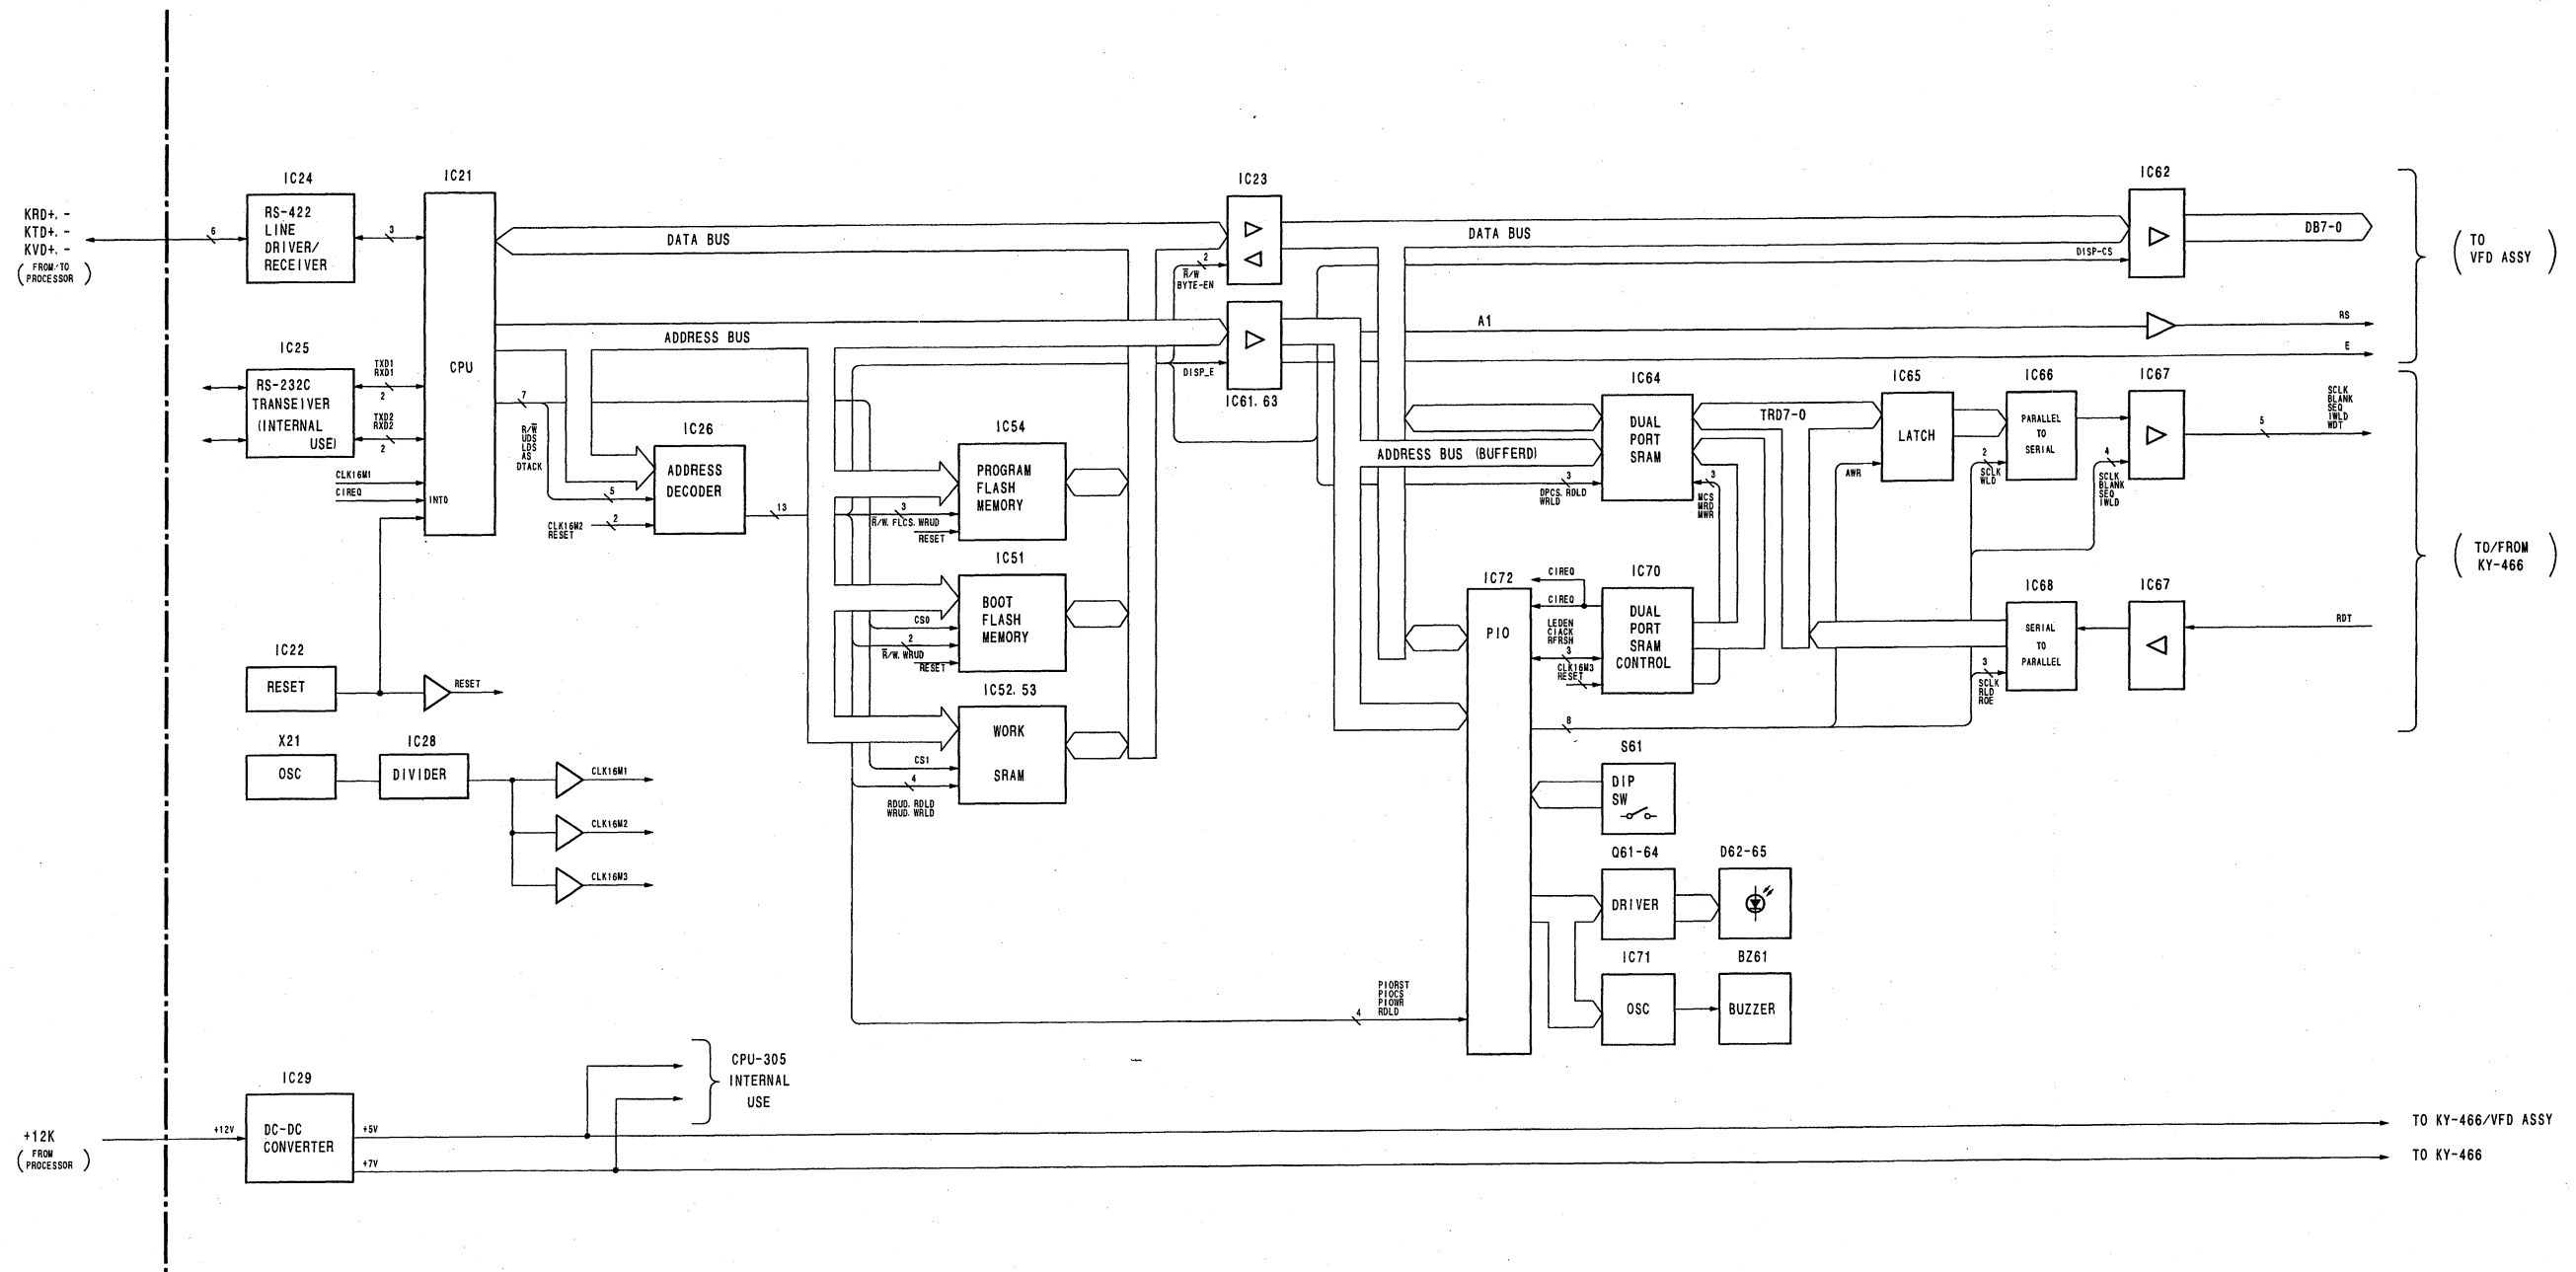 KRD+. -
KTD+. -
KVD+. -
( FROM/TO
PROCESSOR )
6
IC24
RS-422
LINE
DRIVER/
RECEIVER
3
IC21
CPU
INT0
IC25
RS-232C
TRANSEIVER
(INTERNAL
USE)
TXD1
RXD1
2
TXD2
RXD2
2
CLK16M1
CIREQ
7
R/W̅
UDS
LDS
AS
DTACK
DATA BUS
ADDRESS BUS
IC26
ADDRESS
DECODER
5
2
CLK16M2
RESET
13
IC54
PROGRAM
FLASH
MEMORY
3
R̅/W. FLCS. WRUD
RESET
IC51
BOOT
FLASH
MEMORY
CS0
2
R̅/W. WRUD
RESET
IC52. 53
WORK
SRAM
CS1
4
RDUD. RDLD
WRUD. WRLD
IC22
RESET
RESET
X21
OSC
IC28
DIVIDER
CLK16M1
CLK16M2
CLK16M3
IC23
2
R̅/W
BYTE-EN
DISP_E
IC61. 63
DATA BUS
DISP-CS
IC62
DB7-0
( TO
VFD ASSY )
A1
RS
E
IC64
DUAL
PORT
SRAM
ADDRESS BUS (BUFFERD)
3
DPCS. RDLD
WRLD
3
MCS
MRD
MWR
TRD7-0
IC65
LATCH
AWR
IC66
PARALLEL
TO
SERIAL
2
SCLK
WLD
IC67
4
SCLK
BLANK
SEQ
IWLD
SCLK
BLANK
SEQ
IWLD
WDT
5
( TO/FROM
KY-466 )
IC72
PIO
CIREQ
CIREQ
LEDEN
CIACK
RFRSH
3
CLK16M3
RESET
IC70
DUAL
PORT
SRAM
CONTROL
8
IC68
SERIAL
TO
PARALLEL
3
SCLK
RLD
ROE
IC67
RDT
S61
DIP
SW
Q61-64
DRIVER
D62-65
IC71
OSC
BZ61
BUZZER
PIORST
PIOCS
PIOWR
RDLD
4
+12K
( FROM
PROCESSOR )
+12V
IC29
DC-DC
CONVERTER
+5V
+7V
CPU-305
INTERNAL
USE
TO KY-466/VFD ASSY
TO KY-466